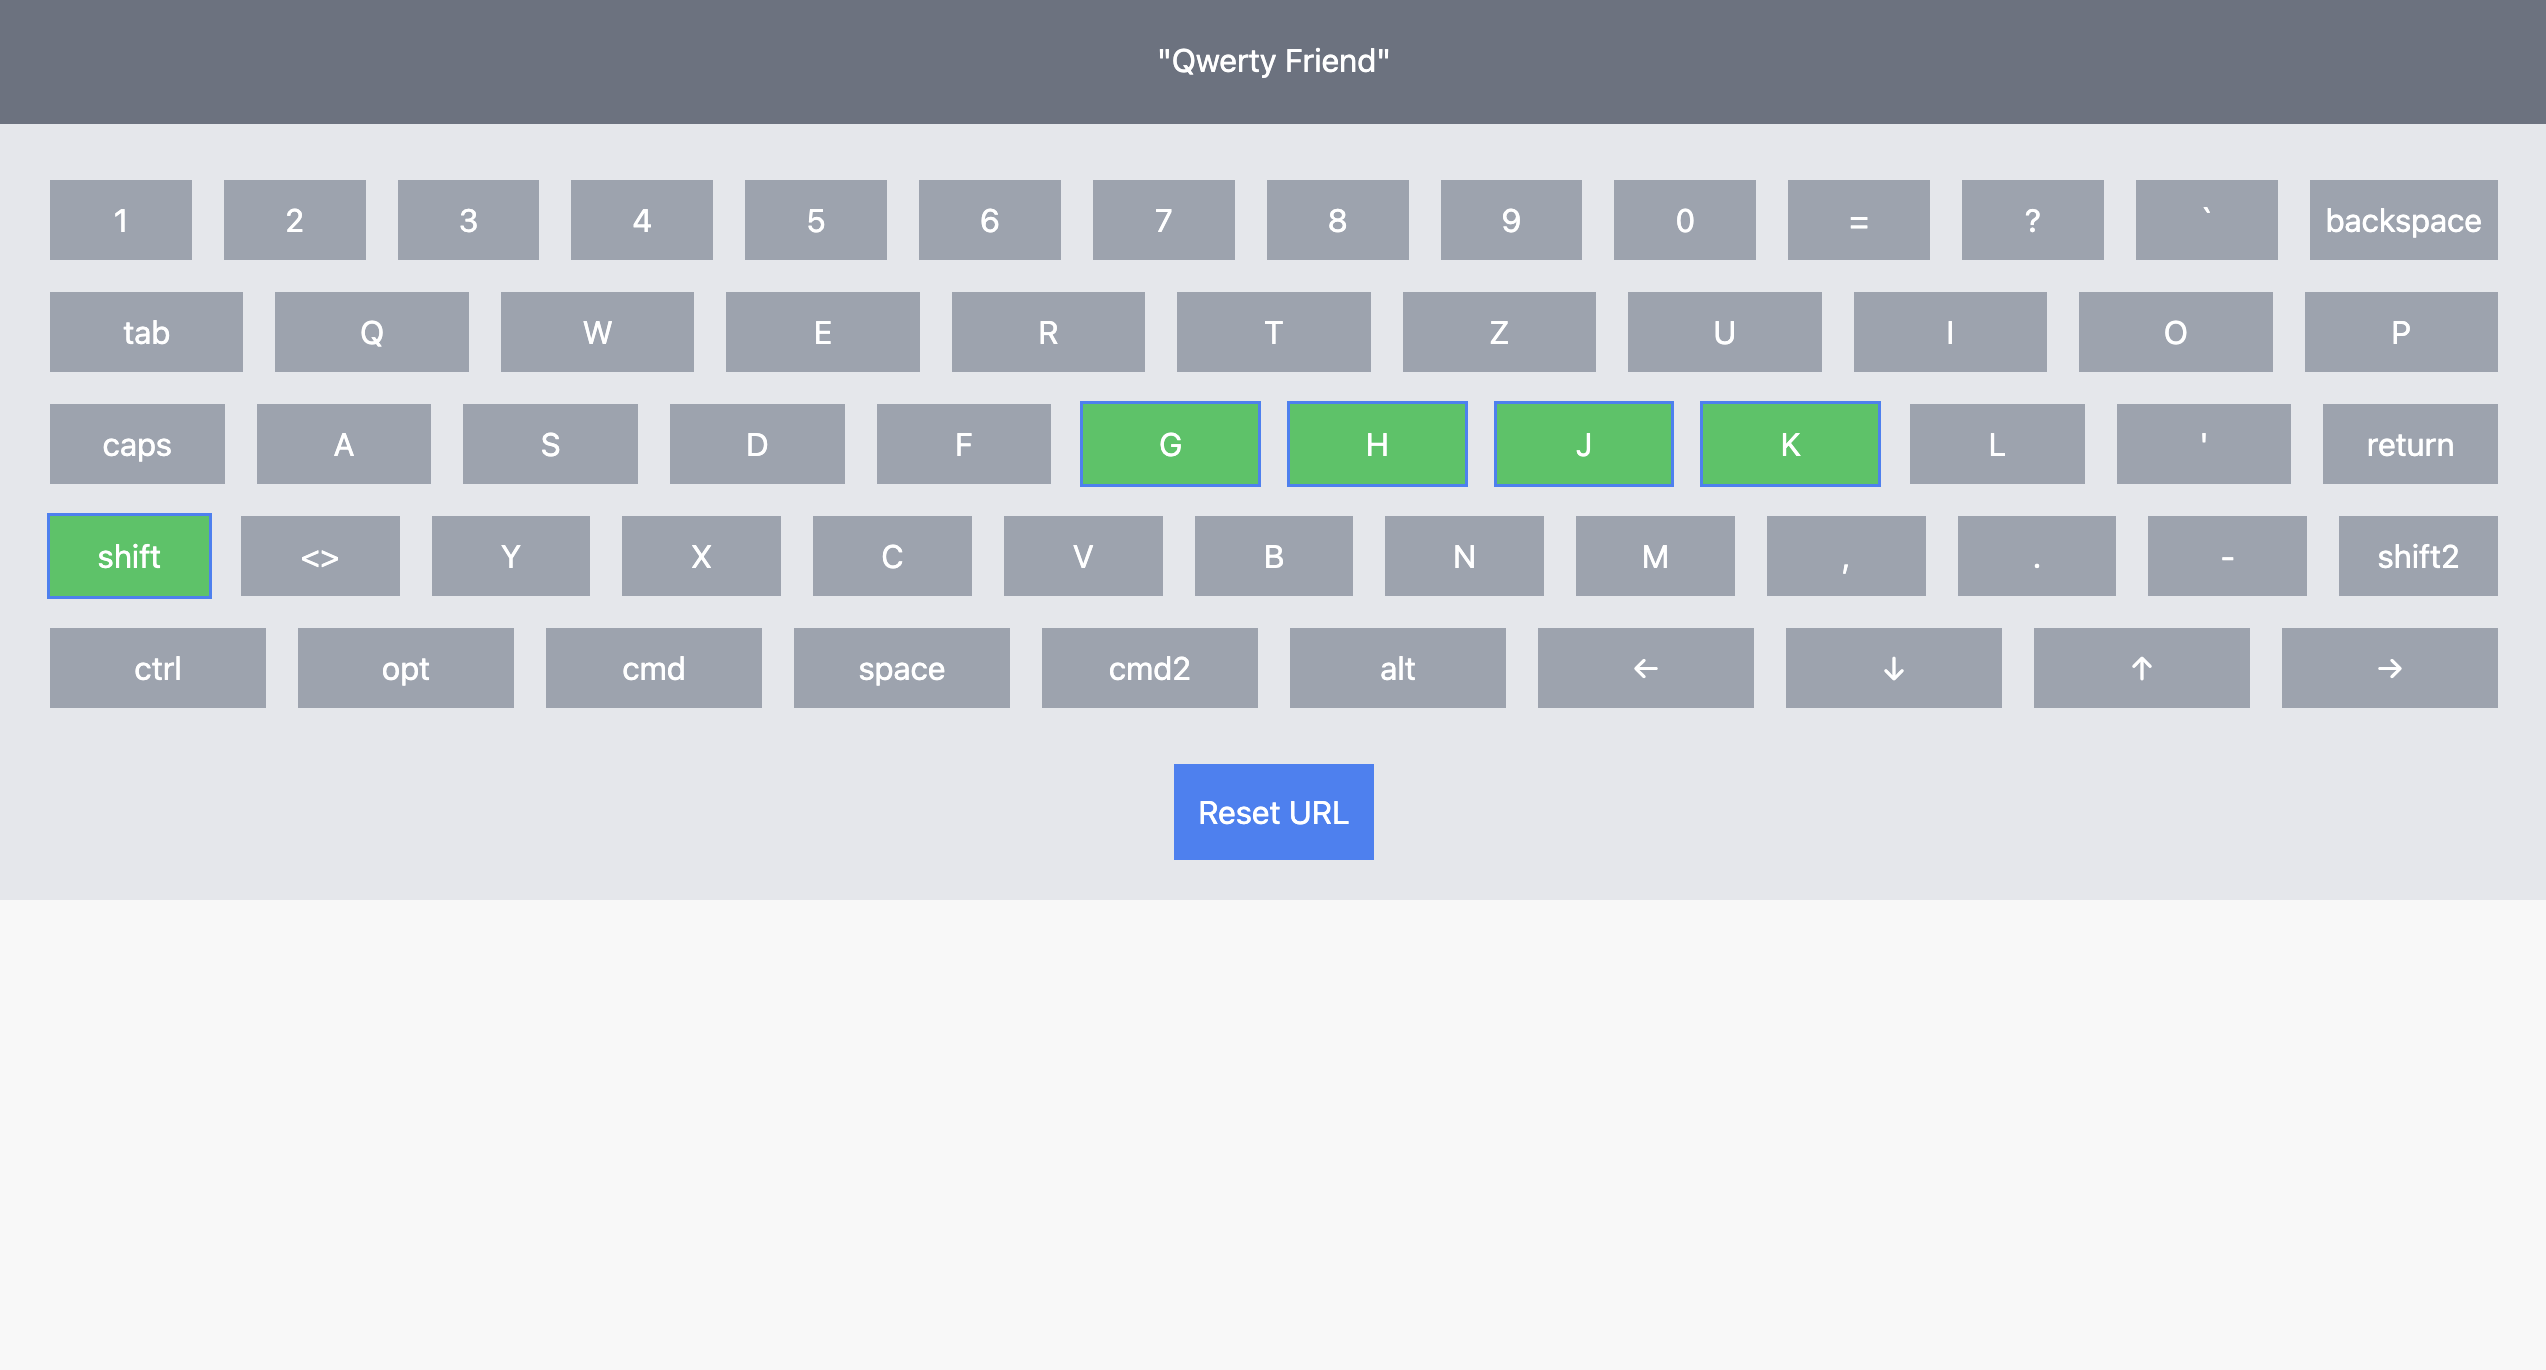 "Qwerty Friend"
1 2 3 4 5 6 7 8 9 0 = ? ` backspace
tab Q W E R T Z U I O P
caps A S D F G H J K L ' return
shift <> Y X C V B N M , . - shift2
ctrl opt cmd space cmd2 alt ← ↓ ↑ →
Reset URL